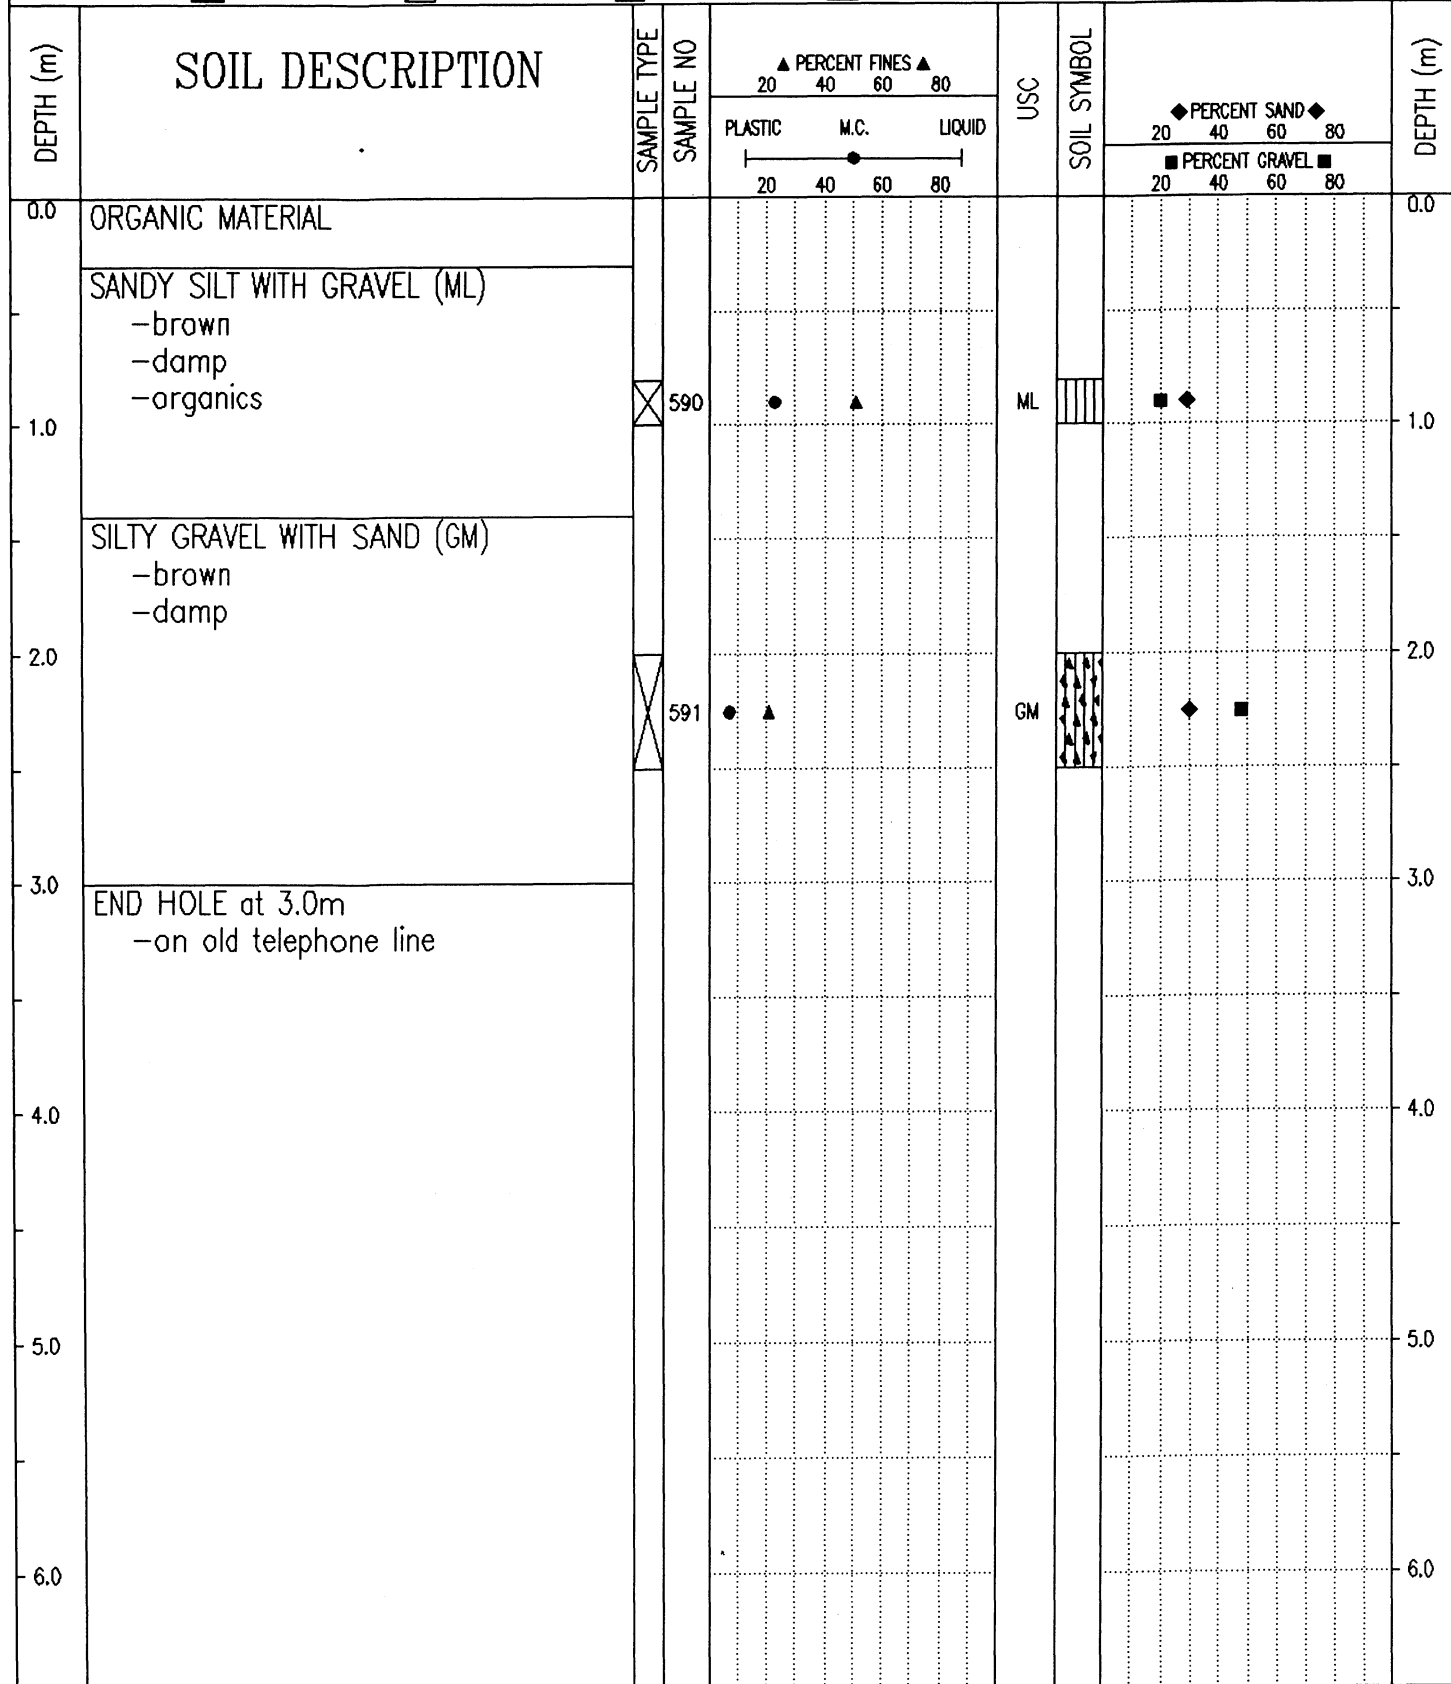 DEPTH (m)
SOIL DESCRIPTION
SAMPLE TYPE
SAMPLE NO
▲ PERCENT FINES ▲
20 40 60 80
PLASTIC M.C. LIQUID
20 40 60 80
USC
SOIL SYMBOL
◆ PERCENT SAND ◆
20 40 60 80
■ PERCENT GRAVEL ■
20 40 60 80
DEPTH (m)
0.0 ORGANIC MATERIAL 0.0
SANDY SILT WITH GRAVEL (ML)
-brown
-damp
-organics 590 ML
1.0 1.0
SILTY GRAVEL WITH SAND (GM)
-brown
-damp
2.0 2.0
591 GM
3.0 3.0
END HOLE at 3.0m
-on old telephone line
4.0 4.0
5.0 5.0
6.0 6.0